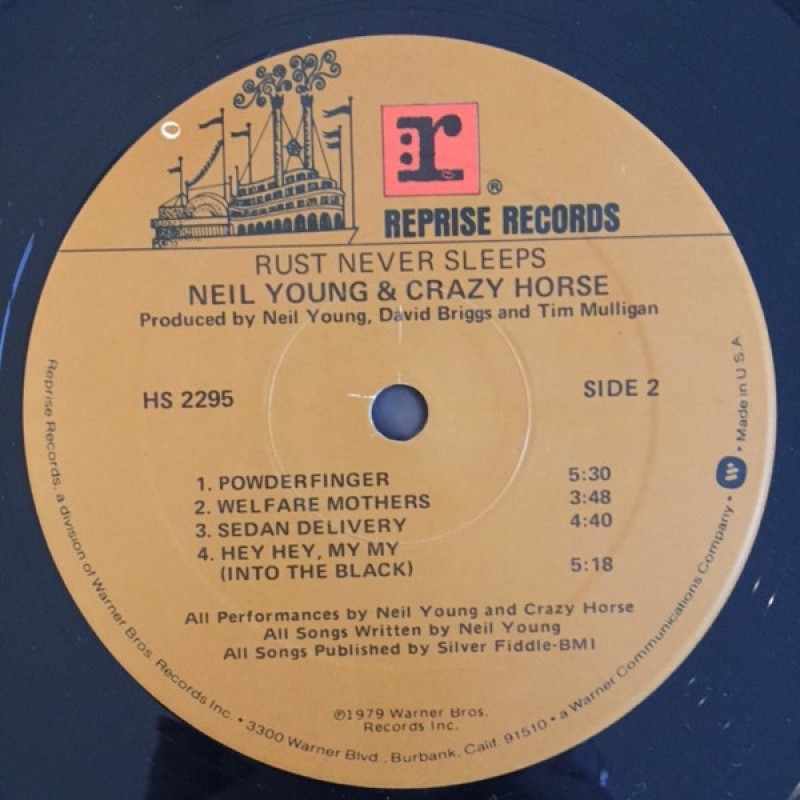 r
®
REPRISE RECORDS
RUST NEVER SLEEPS
NEIL YOUNG & CRAZY HORSE
Produced by Neil Young, David Briggs and Tim Mulligan
HS 2295
SIDE 2
1. POWDERFINGER 5:30
2. WELFARE MOTHERS 3:48
3. SEDAN DELIVERY 4:40
4. HEY HEY, MY MY
(INTO THE BLACK) 5:18
All Performances by Neil Young and Crazy Horse
All Songs Written by Neil Young
All Songs Published by Silver Fiddle-BMI
℗1979 Warner Bros.
Records Inc.
Reprise Records, a division of Warner Bros. Records Inc. • 3300 Warner Blvd., Burbank, Calif. 91510 • a Warner Communications Company • W • Made in U.S.A